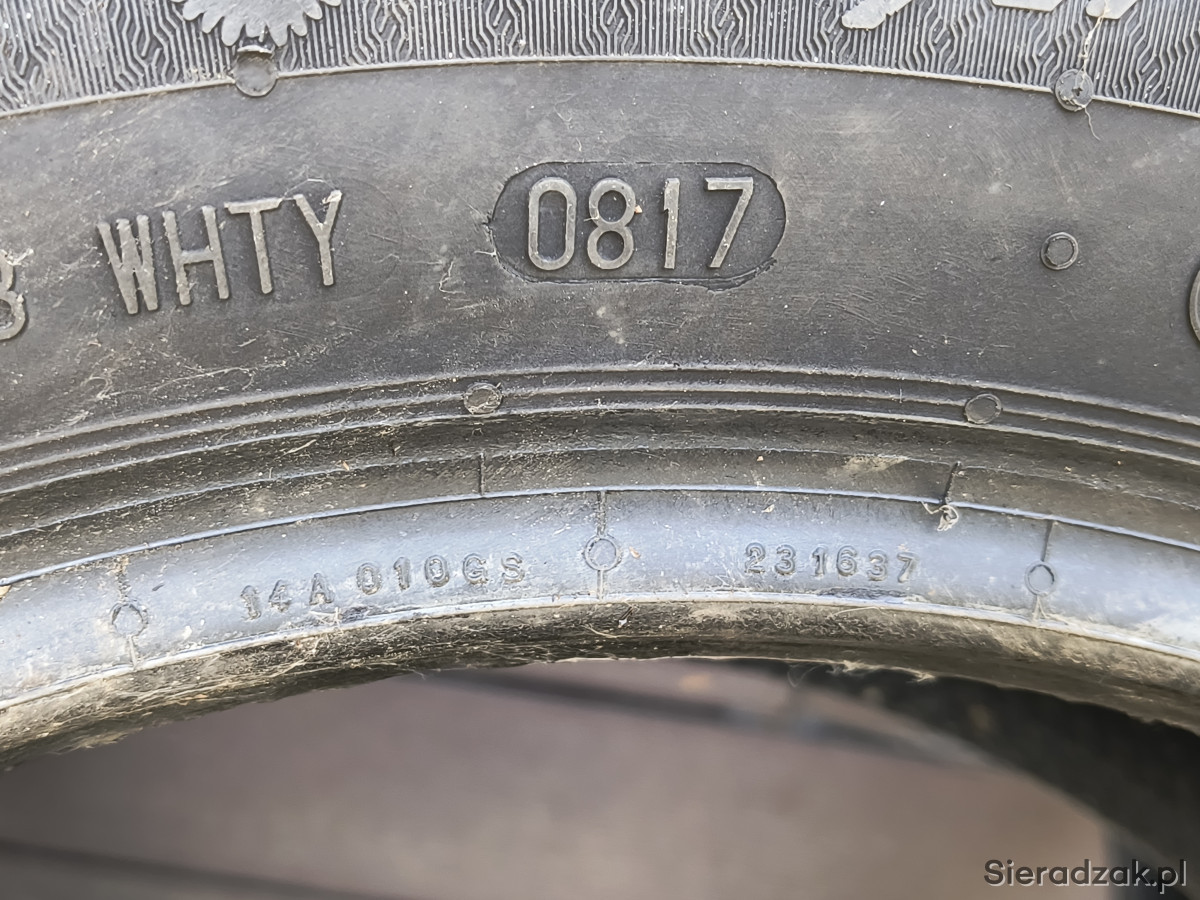 WHTY 0817
14A 010GS 231637
Sieradzak.pl